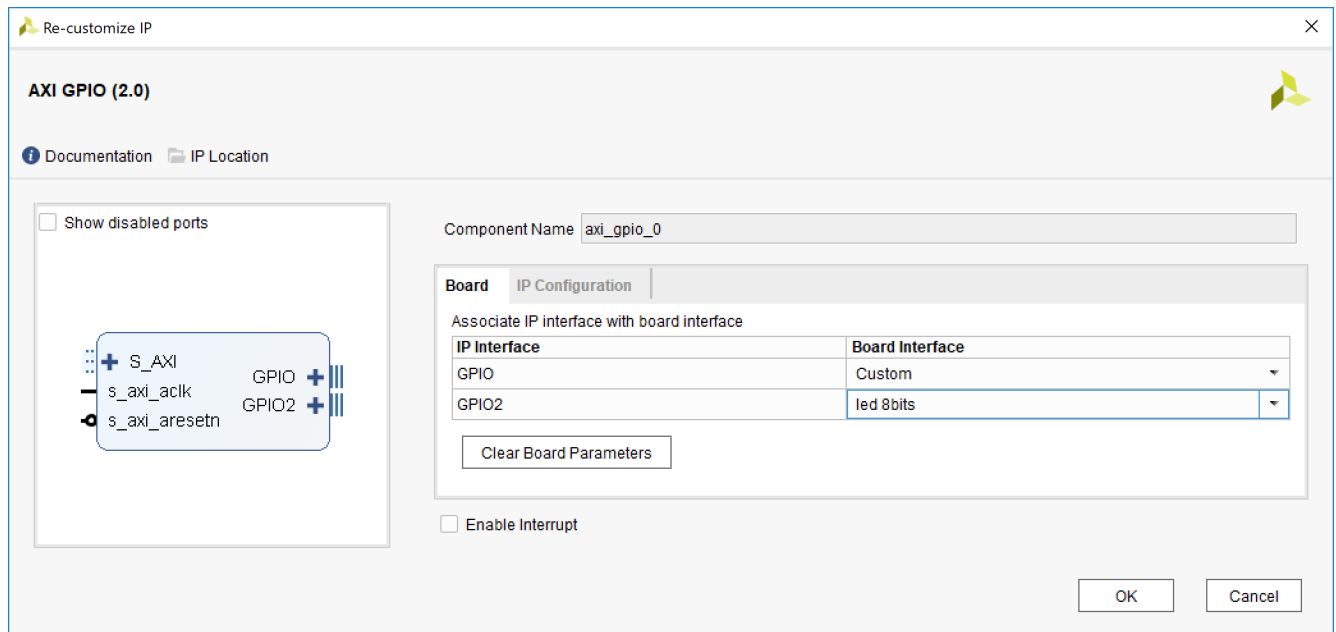 Re-customize IP
AXI GPIO (2.0)
Documentation IP Location
Show disabled ports
S_AXI
s_axi_aclk
s_axi_aresetn
GPIO
GPIO2
Component Name axi_gpio_0
Board IP Configuration
Associate IP interface with board interface
IP Interface Board Interface
GPIO Custom
GPIO2 led 8bits
Clear Board Parameters
Enable Interrupt
OK Cancel